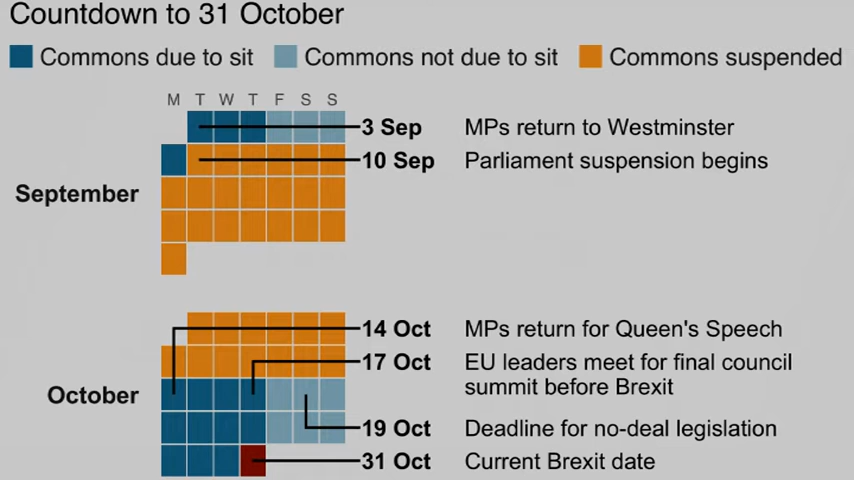 Countdown to 31 October
Commons due to sit Commons not due to sit Commons suspended
M T W T F S S
3 Sep MPs return to Westminster
10 Sep Parliament suspension begins
September
14 Oct MPs return for Queen's Speech
17 Oct EU leaders meet for final council
summit before Brexit
October
19 Oct Deadline for no-deal legislation
31 Oct Current Brexit date